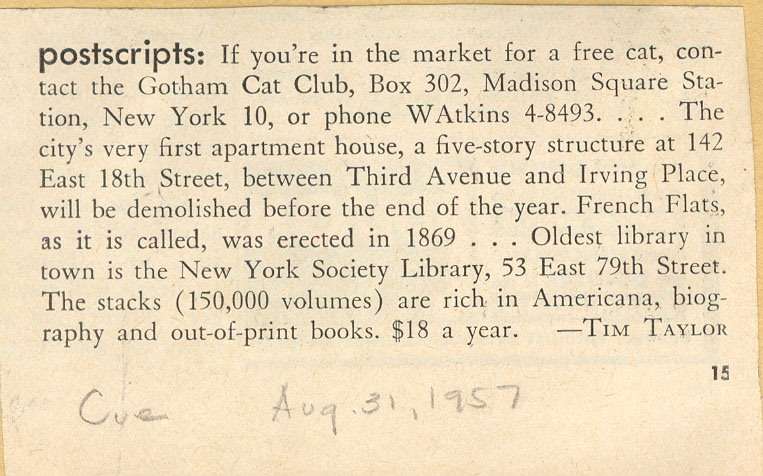 postscripts: If you're in the market for a free cat, con-
tact the Gotham Cat Club, Box 302, Madison Square Sta-
tion, New York 10, or phone WAtkins 4-8493. . . . The
city's very first apartment house, a five-story structure at 142
East 18th Street, between Third Avenue and Irving Place,
will be demolished before the end of the year. French Flats,
as it is called, was erected in 1869 . . . Oldest library in
town is the New York Society Library, 53 East 79th Street.
The stacks (150,000 volumes) are rich in Americana, biog-
raphy and out-of-print books. $18 a year. —TIM TAYLOR
15
Cue Aug. 31, 1957